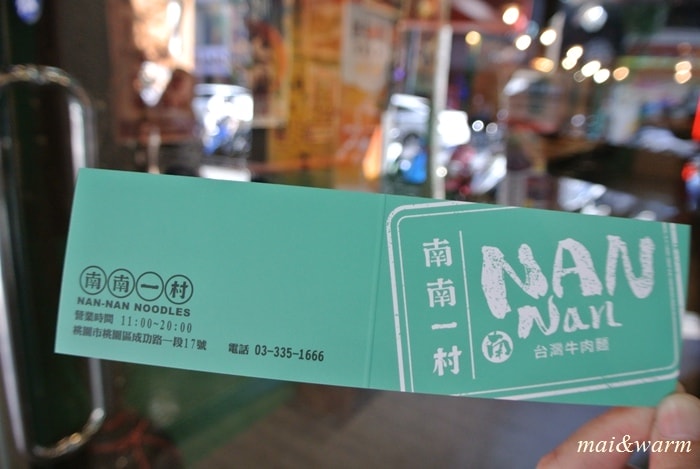 南南一村
NAN-NAN NOODLES
營業時間 11:00~20:00
桃園市桃園區成功路一段17號 電話 03-335-1666
南南一村
NAN
Nan
台灣牛肉麵
mai&warm